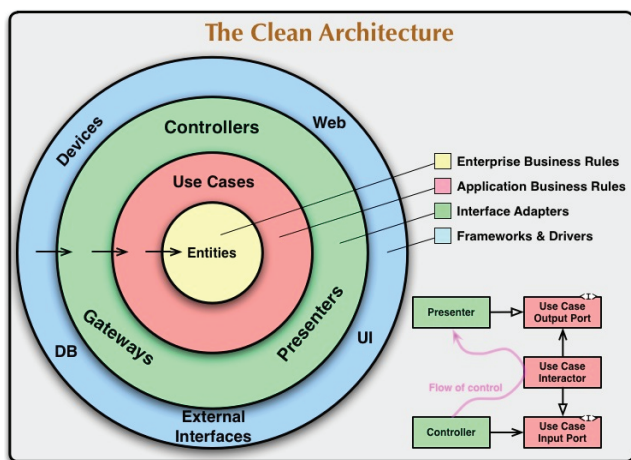 The Clean Architecture
Devices
Web
Controllers
Use Cases
Entities
Gateways
Presenters
DB
UI
External
Interfaces
Enterprise Business Rules
Application Business Rules
Interface Adapters
Frameworks & Drivers
Presenter
<I>
Use Case
Output Port
Use Case
Interactor
Flow of control
Controller
<I>
Use Case
Input Port